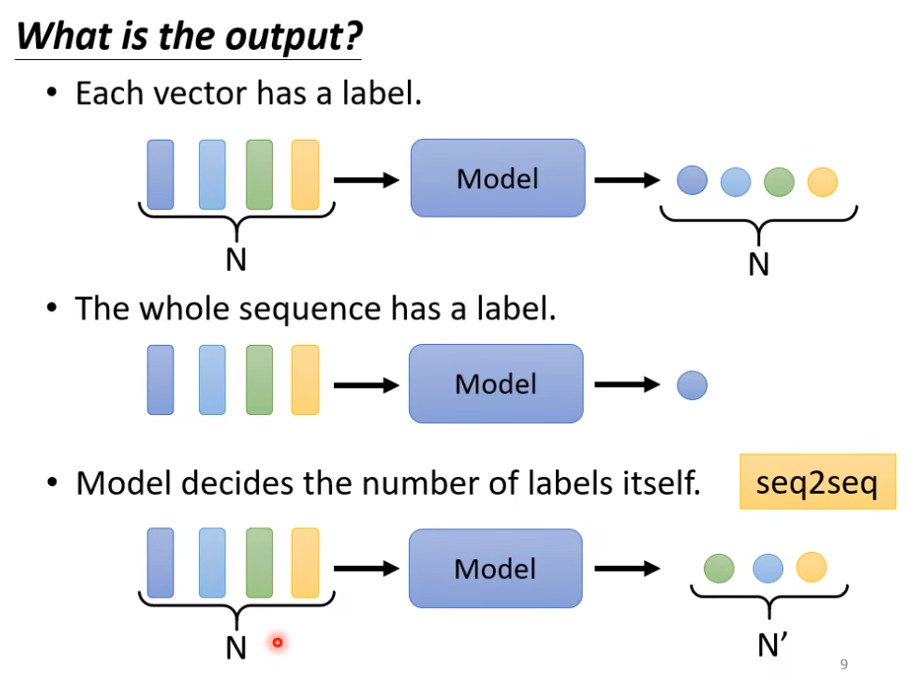 What is the output?
• Each vector has a label.
Model
N
N
• The whole sequence has a label.
Model
• Model decides the number of labels itself.
seq2seq
Model
N
N’
9